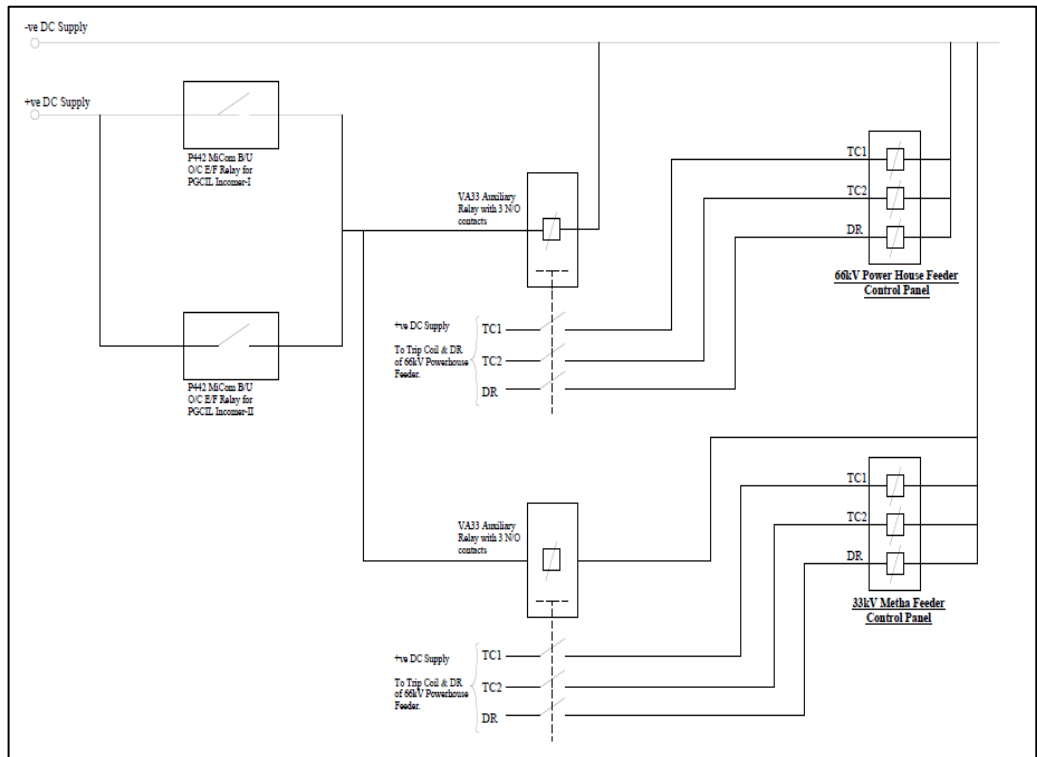 -ve DC Supply
+ve DC Supply
P442 MiCom B/U
O/C E/F Relay for
PGCIL Incomer-I
VA33 Auxiliary
Relay with 3 N/O
contacts
TC1
TC2
DR
66kV Power House Feeder
Control Panel
+ve DC Supply
To Trip Coil & DR
of 66kV Powerhouse
Feeder.
TC1
TC2
DR
P442 MiCom B/U
O/C E/F Relay for
PGCIL Incomer-II
VA33 Auxiliary
Relay with 3 N/O
contacts
TC1
TC2
DR
33kV Metha Feeder
Control Panel
+ve DC Supply
To Trip Coil & DR
of 66kV Powerhouse
Feeder.
TC1
TC2
DR